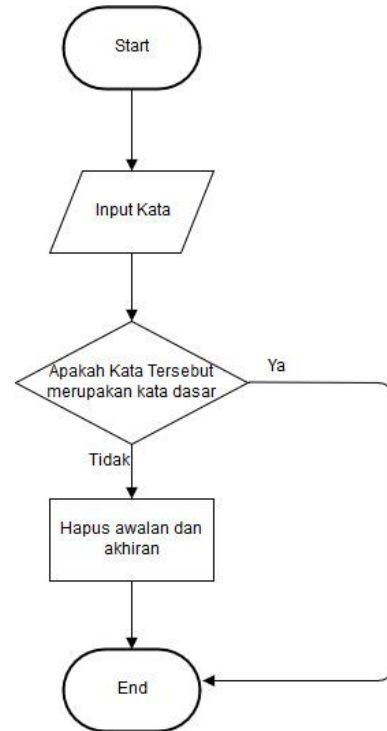 Start
Input Kata
Apakah Kata Tersebut
merupakan kata dasar
Ya
Tidak
Hapus awalan dan
akhiran
End